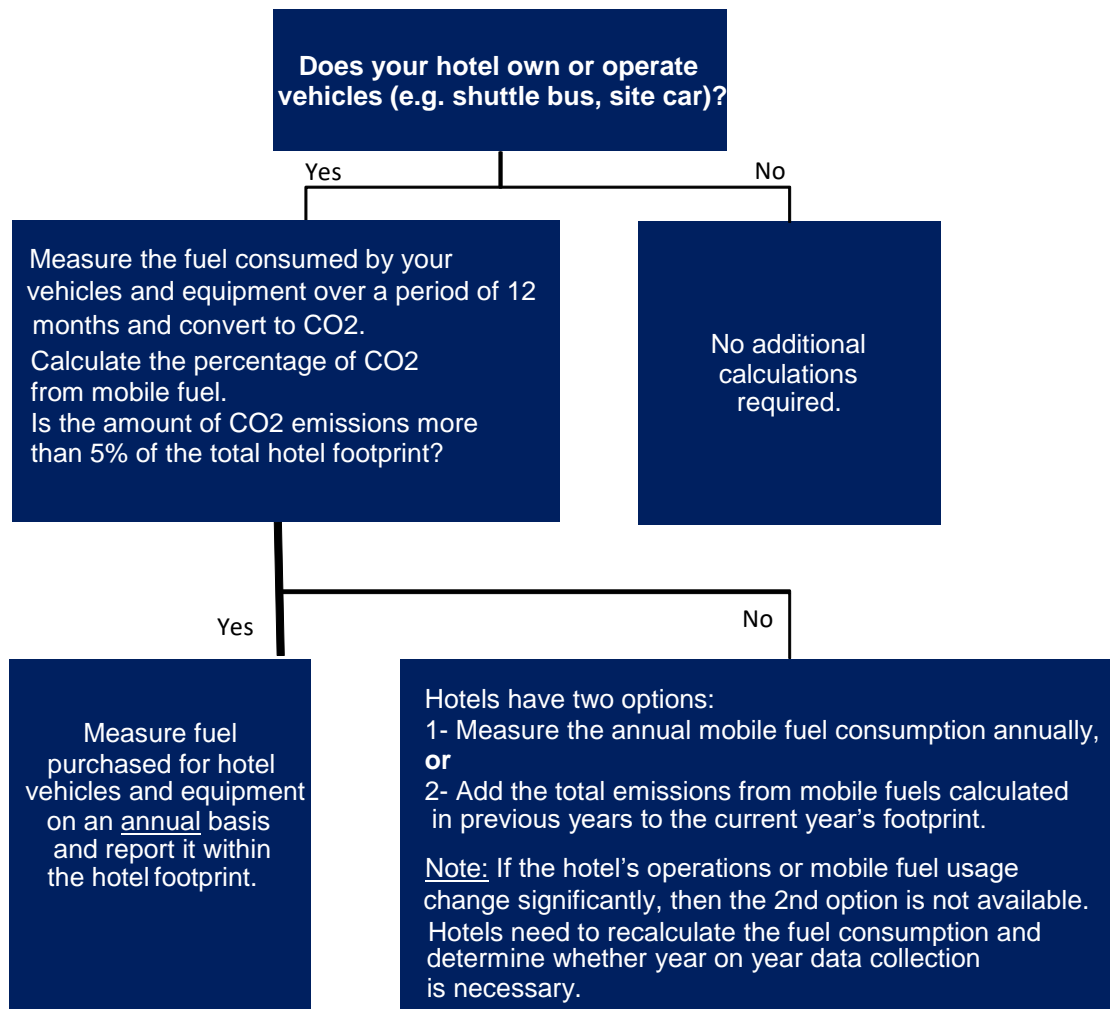 Does your hotel own or operate
vehicles (e.g. shuttle bus, site car)?
Yes
No
Measure the fuel consumed by your
vehicles and equipment over a period of 12
months and convert to CO2.
Calculate the percentage of CO2
from mobile fuel.
Is the amount of CO2 emissions more
than 5% of the total hotel footprint?
No additional
calculations
required.
Yes
No
Measure fuel
purchased for hotel
vehicles and equipment
on an annual basis
and report it within
the hotel footprint.
Hotels have two options:
1- Measure the annual mobile fuel consumption annually,
or
2- Add the total emissions from mobile fuels calculated
in previous years to the current year’s footprint.
Note: If the hotel’s operations or mobile fuel usage
change significantly, then the 2nd option is not available.
Hotels need to recalculate the fuel consumption and
determine whether year on year data collection
is necessary.